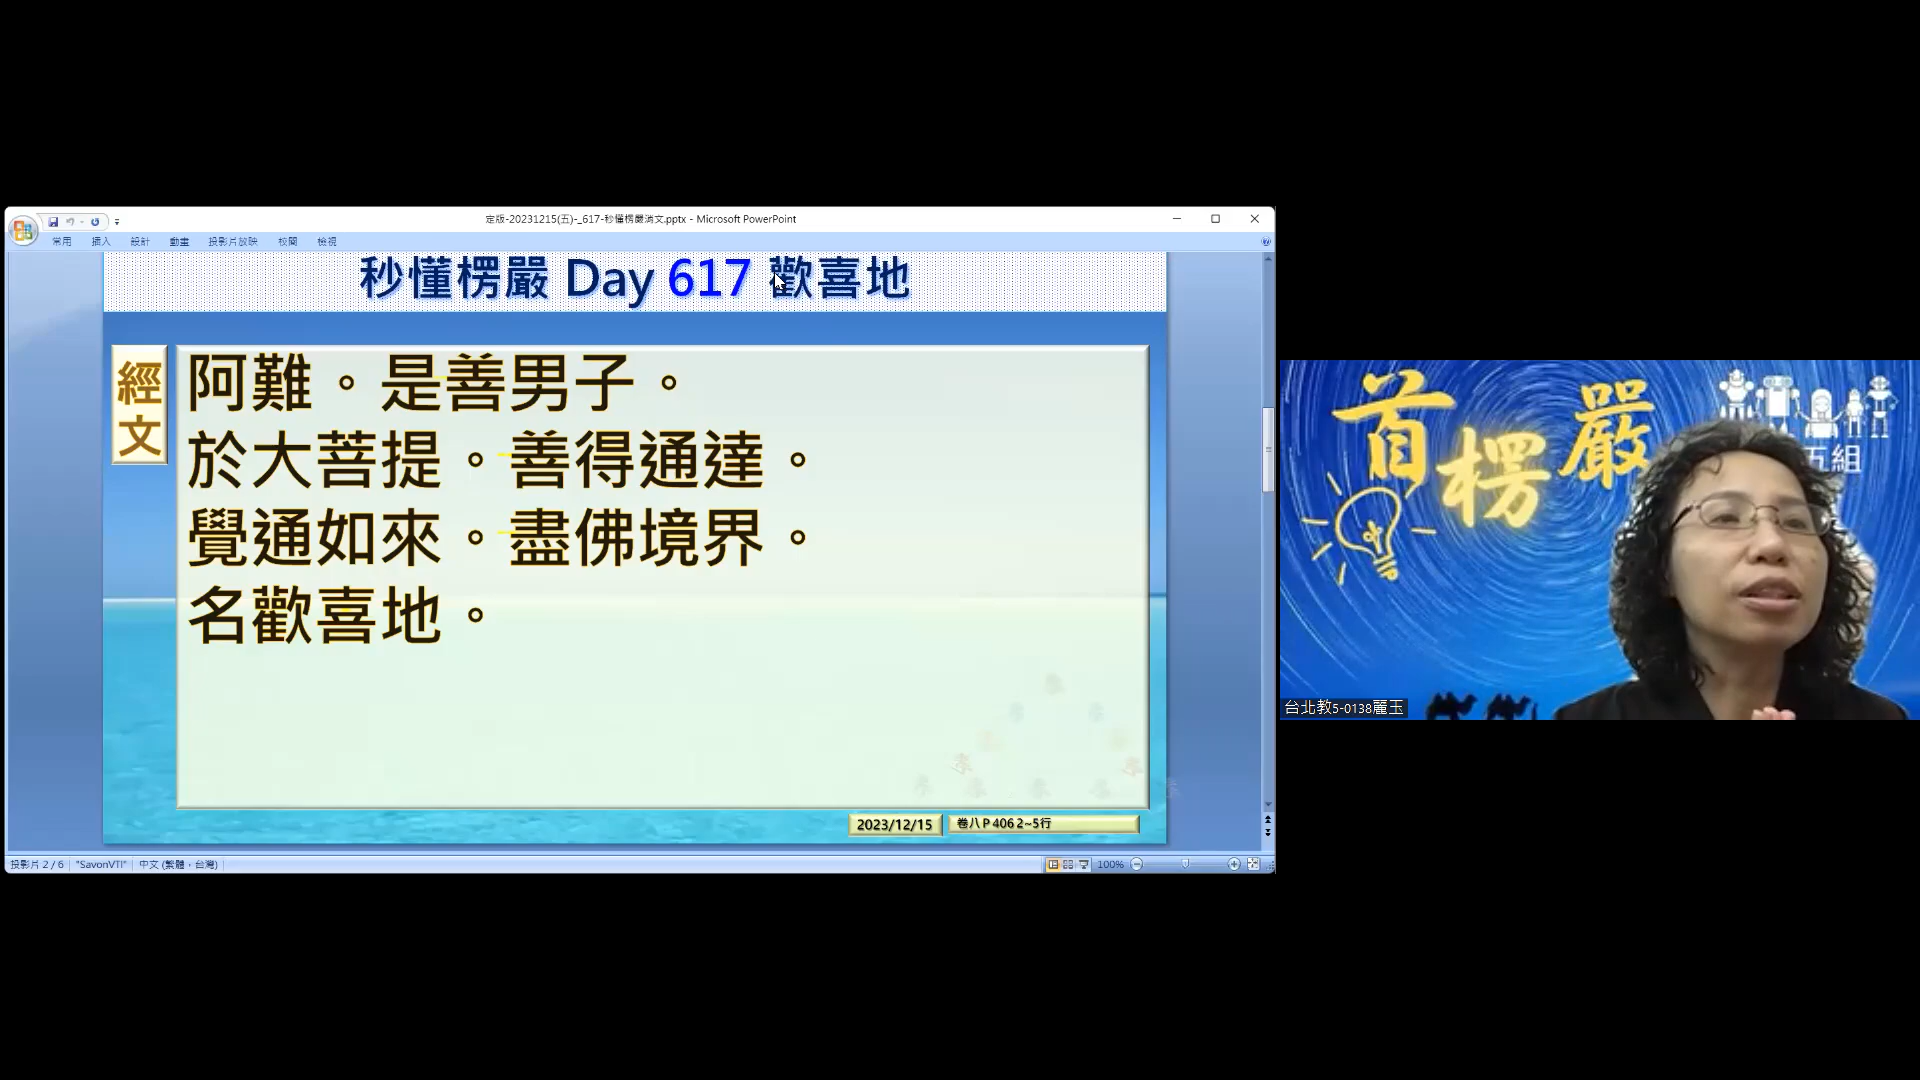 定版-20231215(五)-_617-秒懂楞嚴消文.pptx - Microsoft PowerPoint
常用 插入 設計 動畫 投影片放映 校閱 檢視
秒懂楞嚴 Day 617 歡喜地
經文
阿難。是善男子。
於大菩提。善得通達。
覺通如來。盡佛境界。
名歡喜地。
2023/12/15 卷八 P 406 2~5行
投影片 2 / 6 "SavonVTI" 中文 (繁體，台灣) 100%
首楞嚴
五組
台北教5-0138麗玉